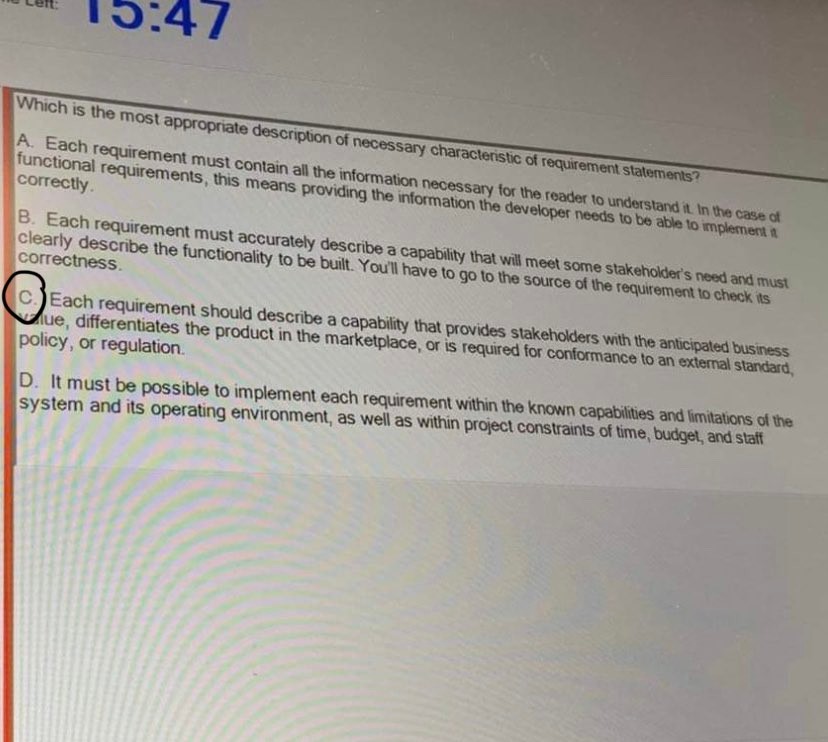 Left:
15:47
Which is the most appropriate description of necessary characteristic of requirement statements?
A. Each requirement must contain all the information necessary for the reader to understand it. In the case of
functional requirements, this means providing the information the developer needs to be able to implement it
correctly.
B. Each requirement must accurately describe a capability that will meet some stakeholder's need and must
clearly describe the functionality to be built. You'll have to go to the source of the requirement to check its
correctness.
C. Each requirement should describe a capability that provides stakeholders with the anticipated business
value, differentiates the product in the marketplace, or is required for conformance to an external standard,
policy, or regulation.
D. It must be possible to implement each requirement within the known capabilities and limitations of the
system and its operating environment, as well as within project constraints of time, budget, and staff